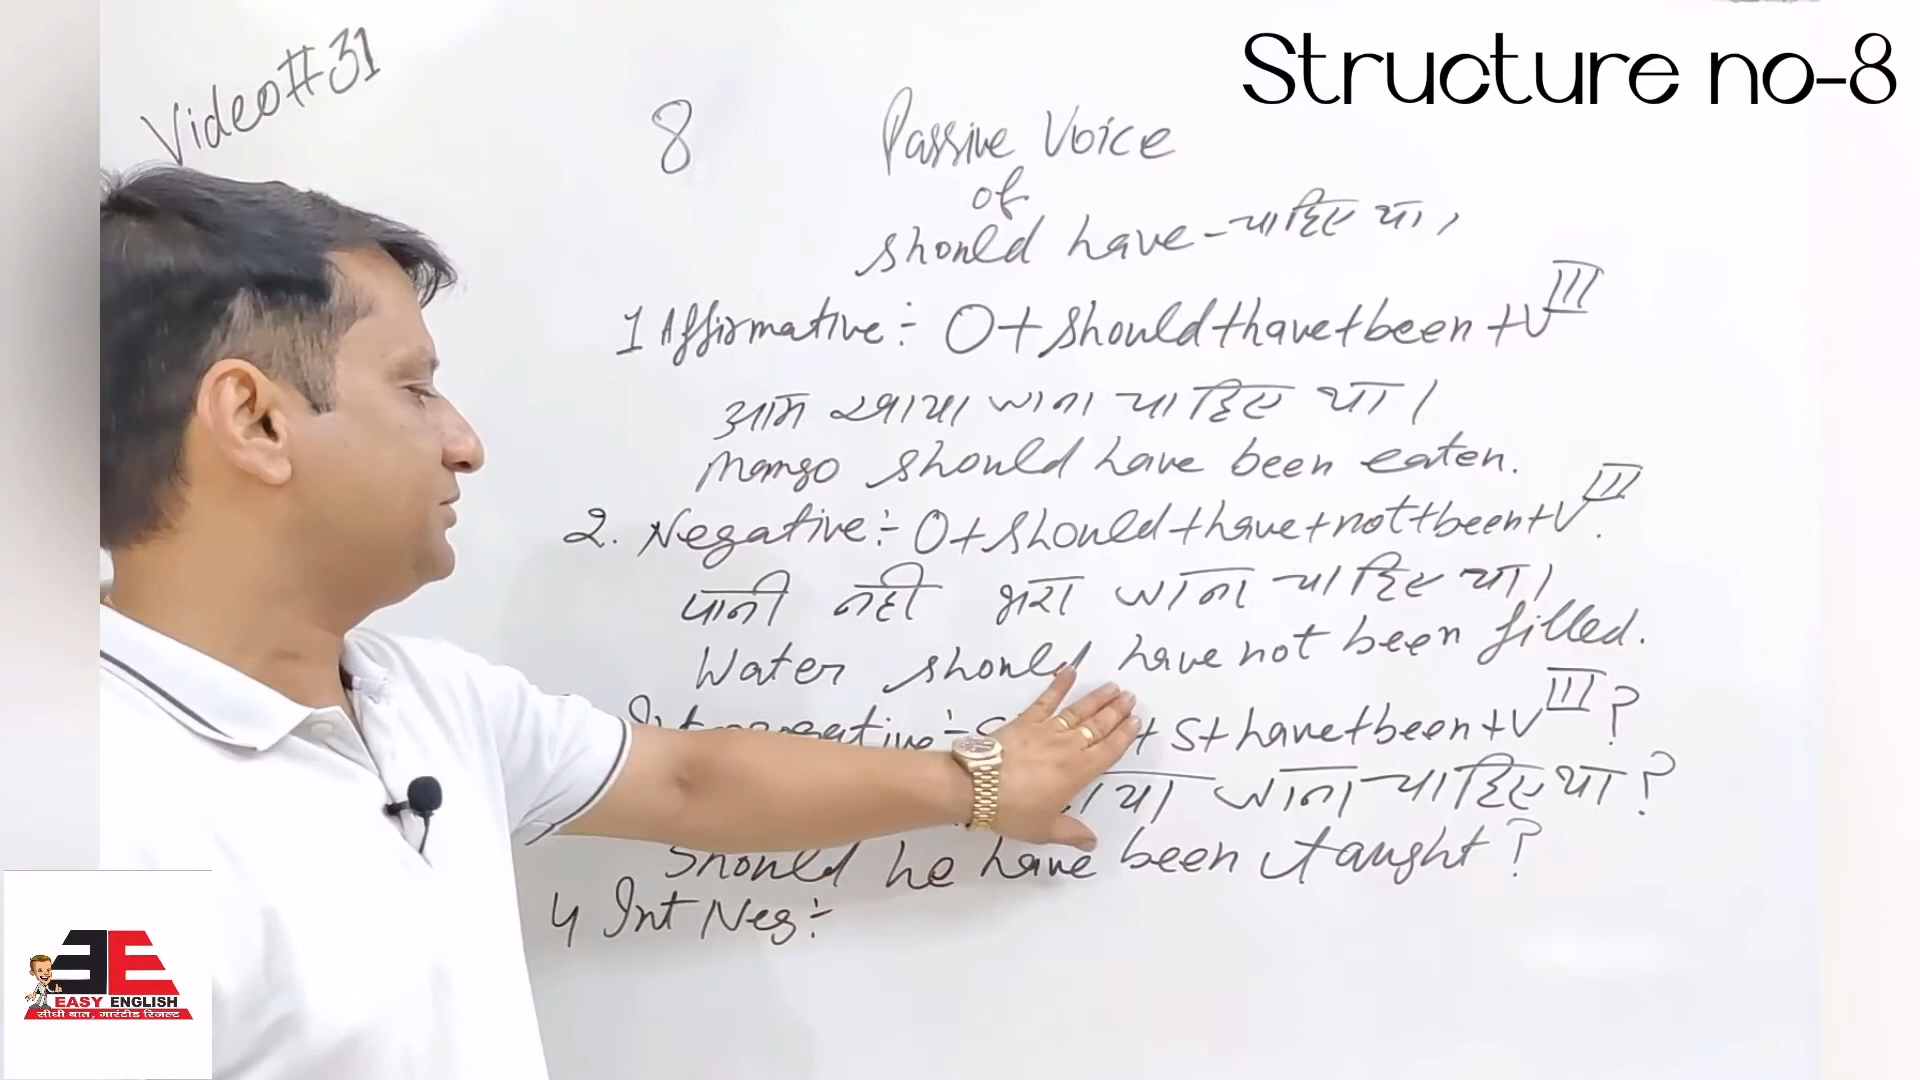 Structure no-8
Video#31
8 Passive Voice
of
should have - चाहिए था,
1 Affirmative:- O+should+have+been+V III
आम खाया जाना चाहिए था।
Mango should have been eaten.
2. Negative:- O+should+have+not+been+V III.
पानी नहीं भरा जाना चाहिए था।
Water should have not been filled.
+ S+have+been+V III ?
जाना चाहिए था ?
Should he have been taught ?
4 Int Neg:-
EE
EASY ENGLISH
सीधी बात, गारंटीड रिजल्ट